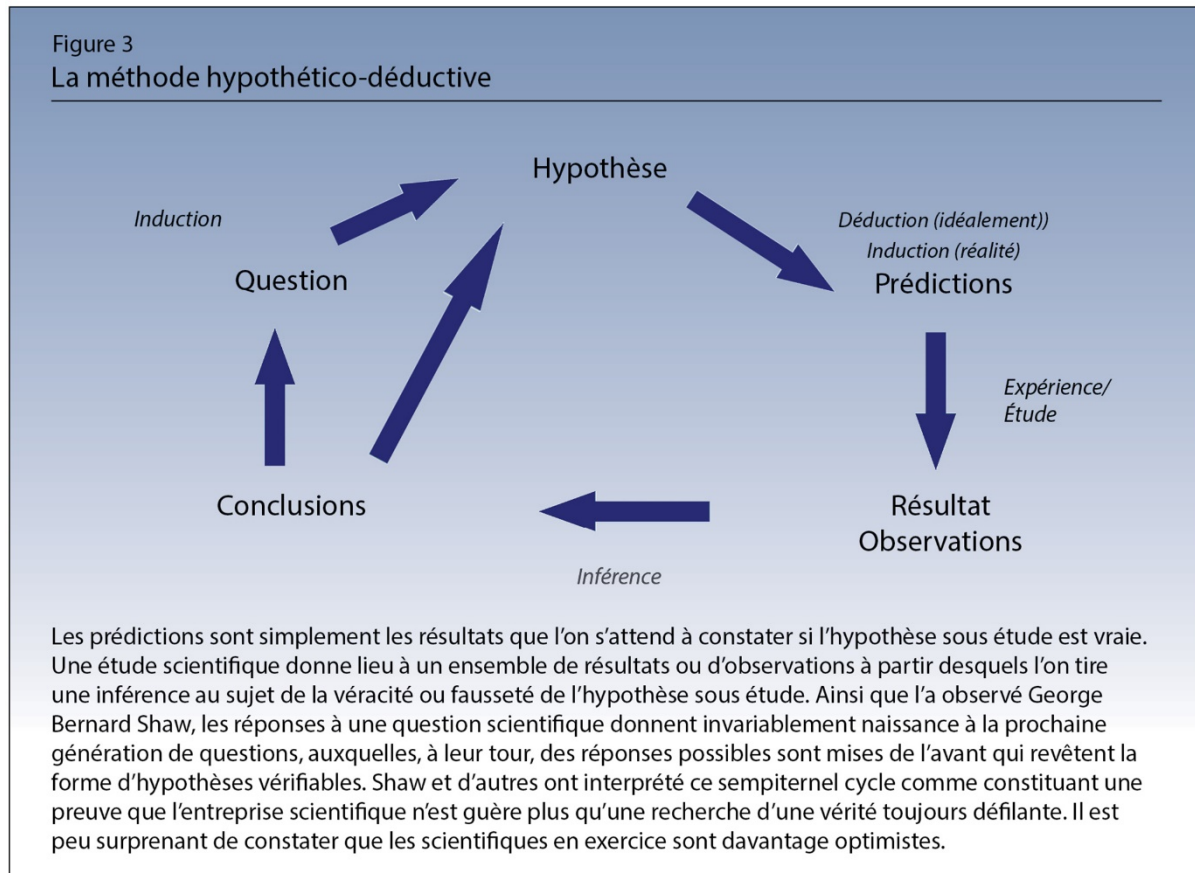 Figure 3
La méthode hypothético-déductive
Hypothèse
Induction
Déduction (idéalement))
Induction (réalité)
Question
Prédictions
Expérience/
Étude
Conclusions
Résultat
Observations
Inférence
Les prédictions sont simplement les résultats que l’on s’attend à constater si l’hypothèse sous étude est vraie.
Une étude scientifique donne lieu à un ensemble de résultats ou d’observations à partir desquels l’on tire
une inférence au sujet de la véracité ou fausseté de l’hypothèse sous étude. Ainsi que l’a observé George
Bernard Shaw, les réponses à une question scientifique donnent invariablement naissance à la prochaine
génération de questions, auxquelles, à leur tour, des réponses possibles sont mises de l’avant qui revêtent la
forme d’hypothèses vérifiables. Shaw et d’autres ont interprété ce sempiternel cycle comme constituant une
preuve que l’entreprise scientifique n’est guère plus qu’une recherche d’une vérité toujours défilante. Il est
peu surprenant de constater que les scientifiques en exercice sont davantage optimistes.